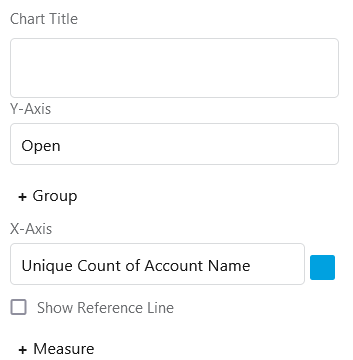 Chart Title
Y-Axis
Open
+ Group
X-Axis
Unique Count of Account Name
Show Reference Line
+ Measure